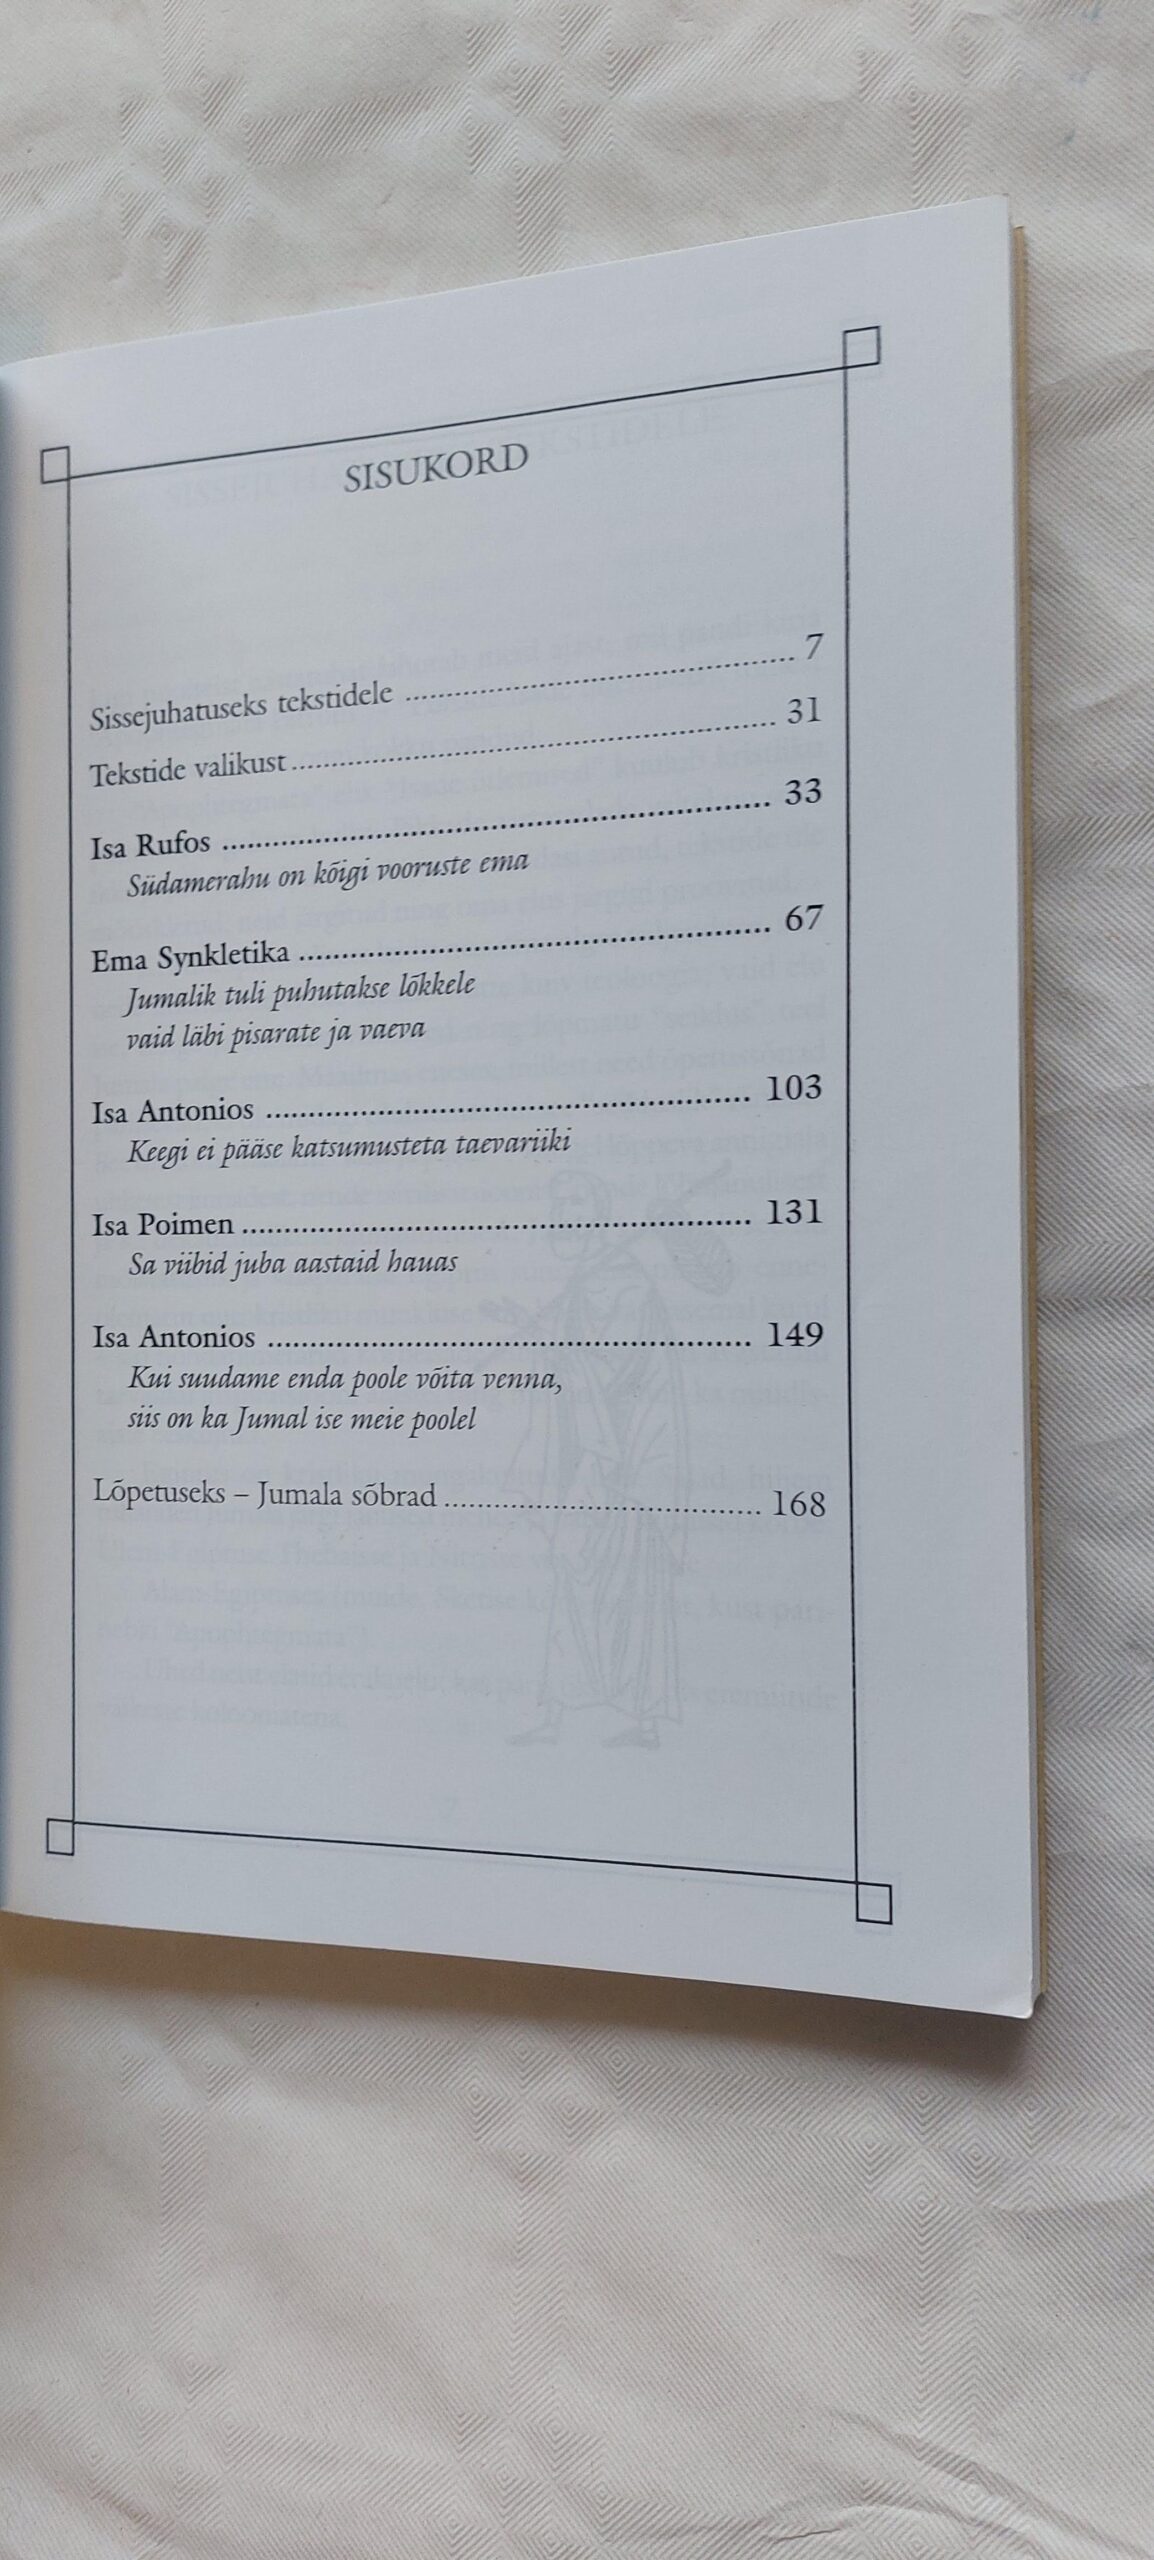 SISUKORD
Sissejuhatuseks tekstidele ........................................ 7
Tekstide valikust ........................................ 31
Isa Rufos ........................................ 33
Südamerahu on kõigi vooruste ema
Ema Synkletika ........................................ 67
Jumalik tuli puhutakse lõkkele
vaid läbi pisarate ja vaeva
Isa Antonios ........................................ 103
Keegi ei pääse katsumusteta taevariiki
Isa Poimen ........................................ 131
Sa viibid juba aastaid hauas
Isa Antonios ........................................ 149
Kui suudame enda poole võita venna,
siis on ka Jumal ise meie poolel
Lõpetuseks – Jumala sõbrad ........................................ 168